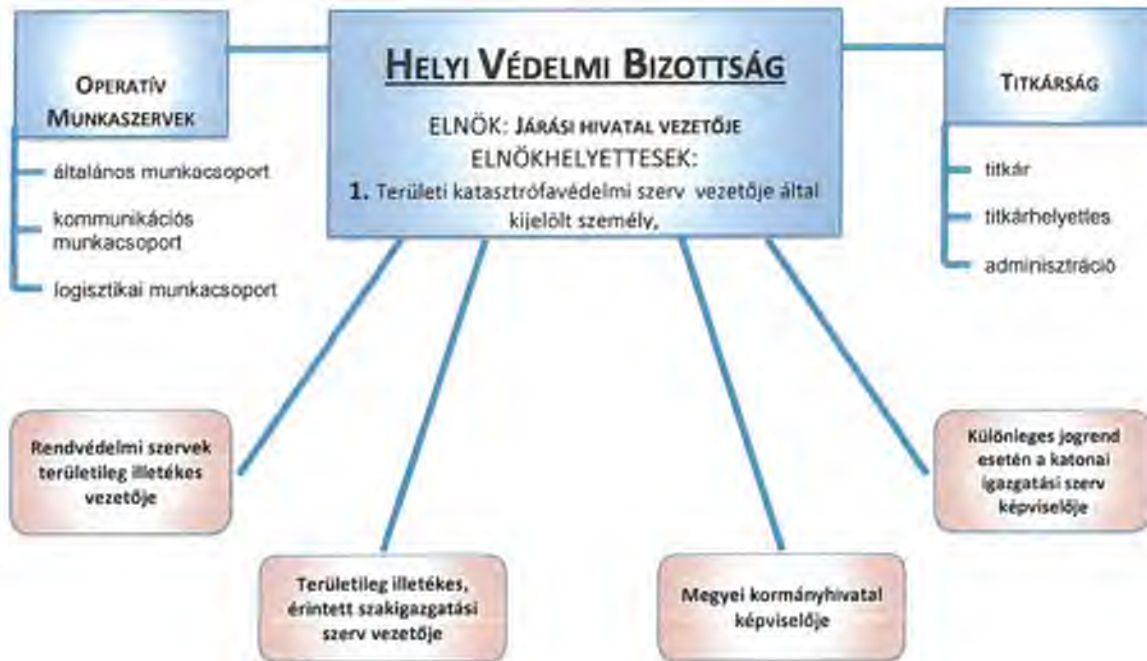 OPERATÍV
MUNKASZERVEK
általános munkacsoport
kommunikációs
munkacsoport
logisztikai munkacsoport
HELYI VÉDELMI BIZOTTSÁG
ELNÖK: JÁRÁSI HIVATAL VEZETŐJE
ELNÖKHELYETTESEK:
1. Területi katasztrófavédelmi szerv vezetője által
kijelölt személy,
TITKÁRSÁG
titkár
titkárhelyettes
adminisztráció
Rendvédelmi szervek
területileg illetékes
vezetője
Területileg illetékes,
érintett szakigazgatási
szerv vezetője
Megyei kormányhivatal
képviselője
Különleges jogrend
esetén a katonai
igazgatási szerv
képviselője